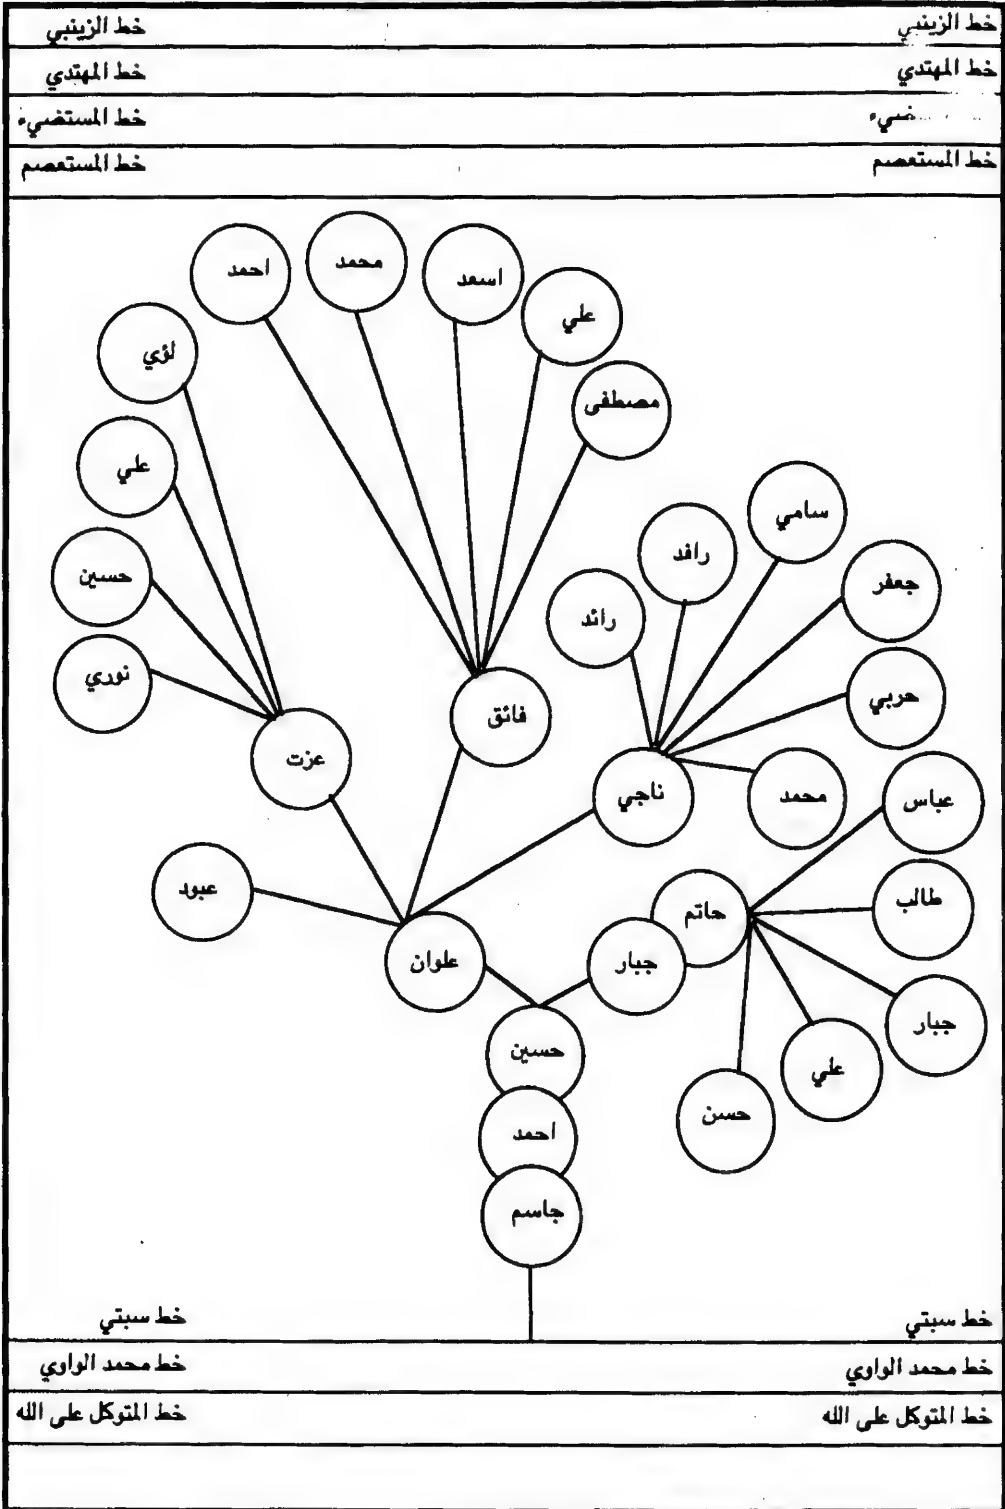 خط الزينبي خط الزينبي
خط المهتدي خط المهتدي
خط المستضيء
خط المستعصم خط المستعصم
محمد
احمد
اسعد
علي
لؤي
مصطفى
علي
سامي
رافد
حسين
جعفر
رائد
نوري
حربي
فائق
عزت
ناجي
محمد
عباس
عبود
طالب
حاتم
علوان
جبار
جبار
حسين
علي
حسن
احمد
جاسم
خط سبتي خط سبتي
خط محمد الواوي خط محمد الواوي
خط المتوكل على الله خط المتوكل على الله